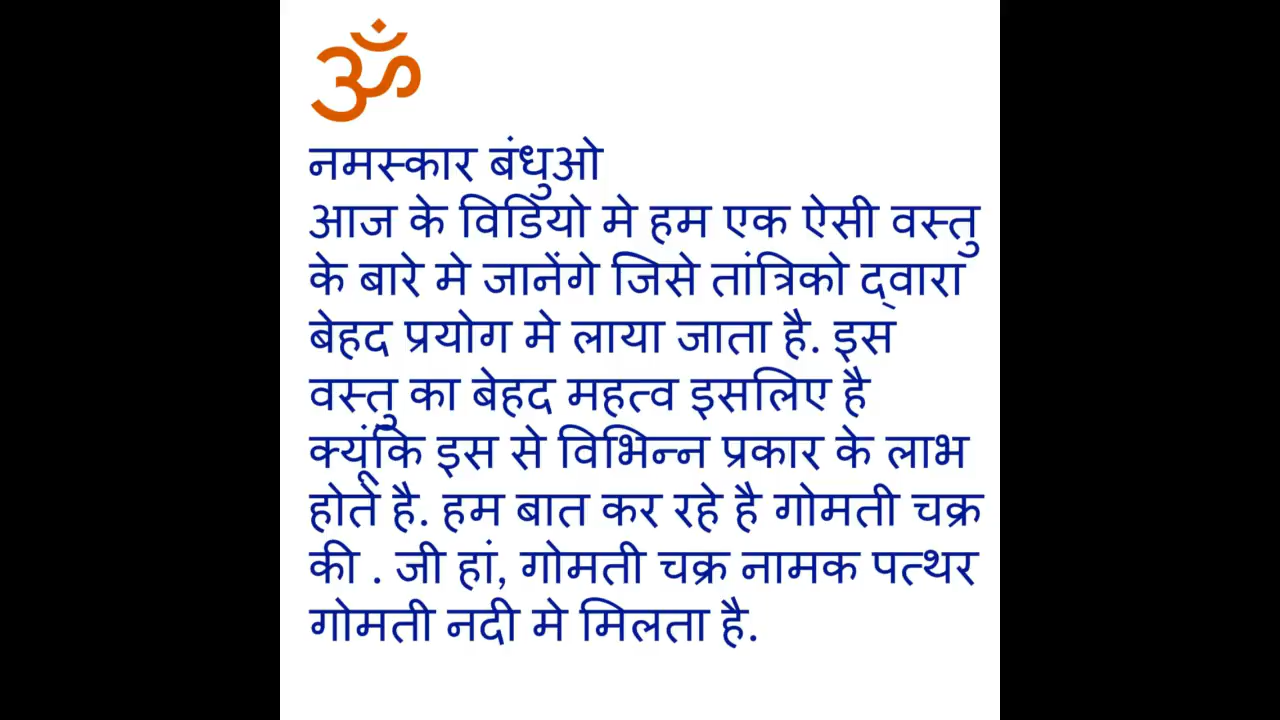 ॐ
नमस्कार बंधुओ
आज के विडियो मे हम एक ऐसी वस्तु
के बारे मे जानेंगे जिसे तांत्रिको द्वारा
बेहद प्रयोग मे लाया जाता है. इस
वस्तु का बेहद महत्व इसलिए है
क्यूंकि इस से विभिन्न प्रकार के लाभ
होते है. हम बात कर रहे है गोमती चक्र
की . जी हां, गोमती चक्र नामक पत्थर
गोमती नदी मे मिलता है.